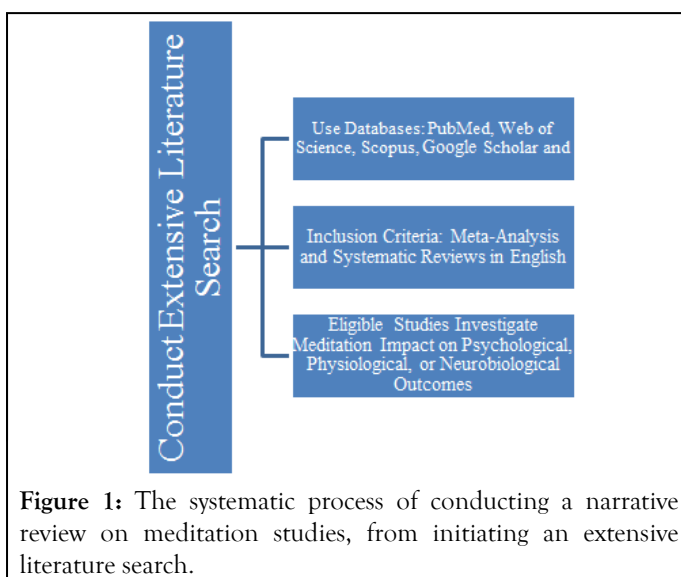 Conduct Extensive Literature
Search
Use Databases: PubMed, Web of
Science, Scopus, Google Scholar and
Inclusion Criteria: Meta-Analysis
and Systematic Reviews in English
Eligible Studies Investigate
Meditation Impact on Psychological,
Physiological, or Neurobiological
Outcomes
Figure 1: The systematic process of conducting a narrative
review on meditation studies, from initiating an extensive
literature search.